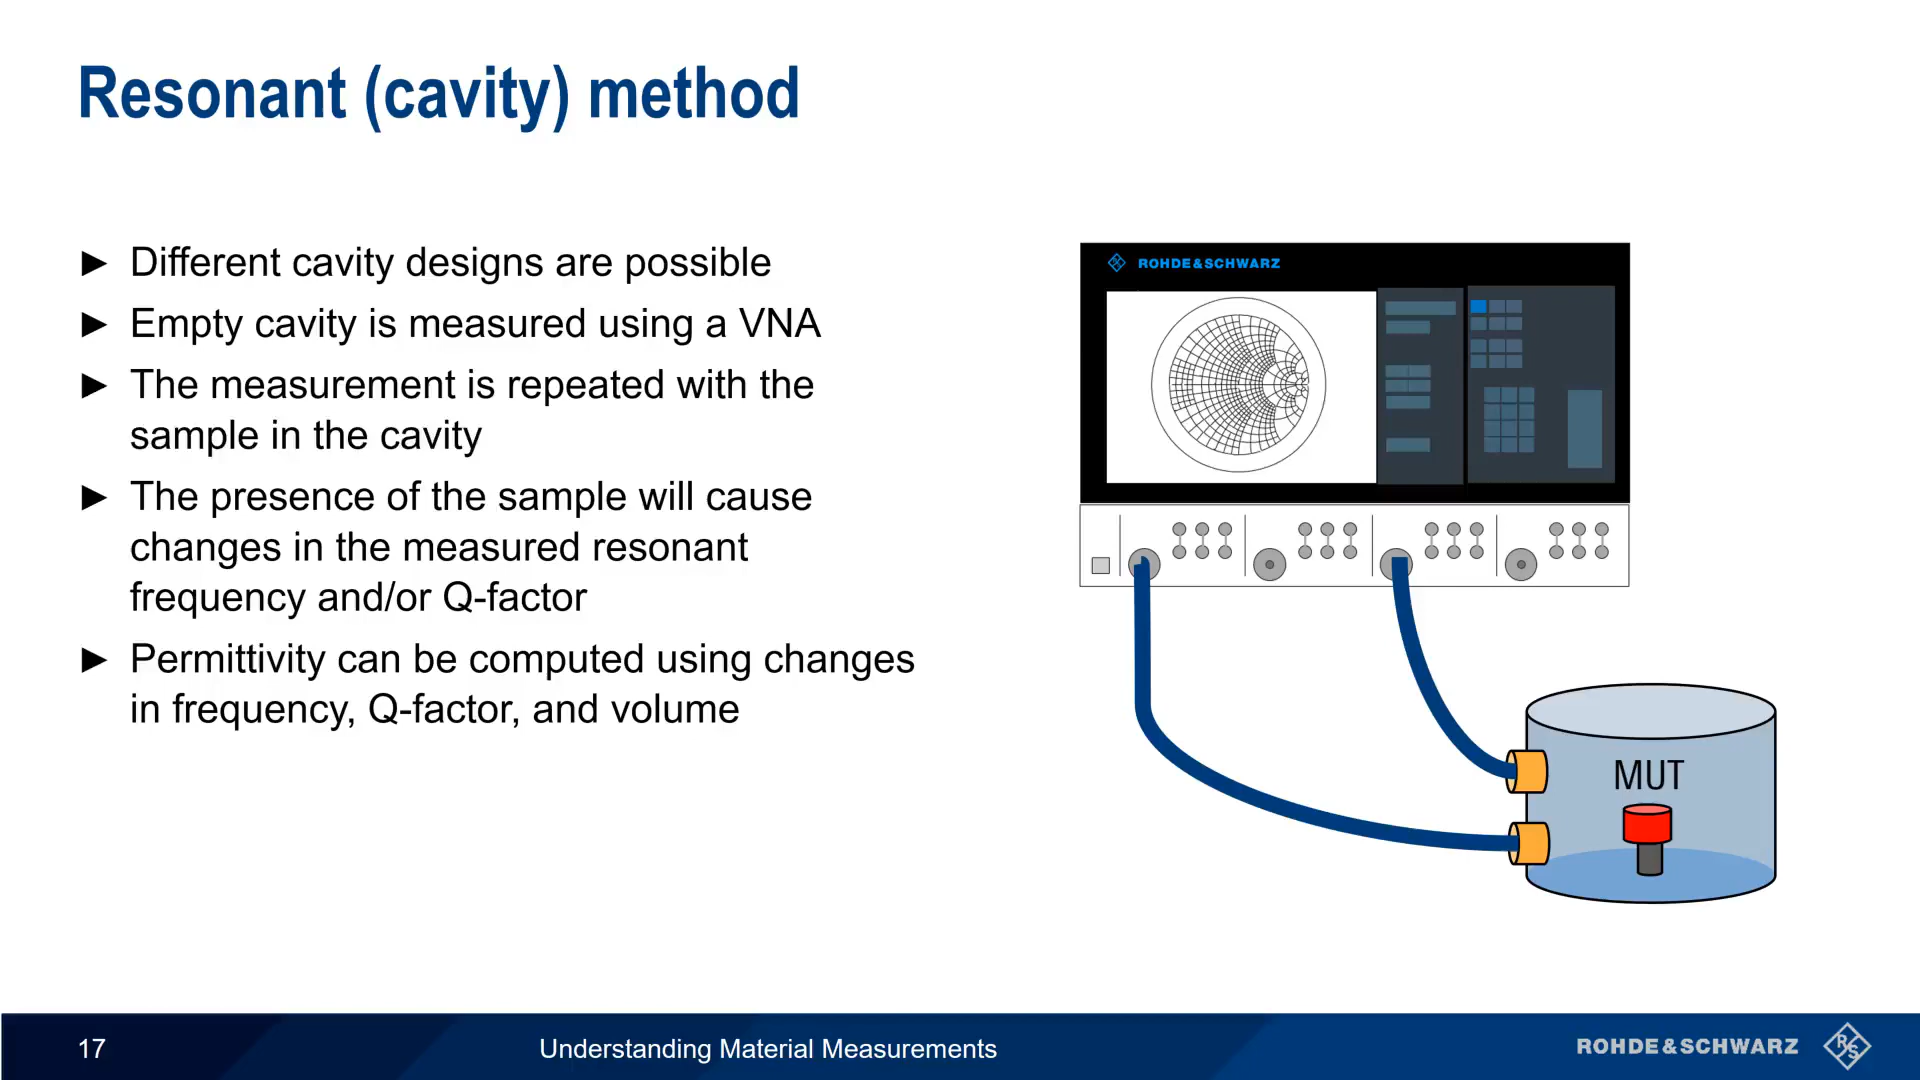 Resonant (cavity) method
► Different cavity designs are possible
► Empty cavity is measured using a VNA
► The measurement is repeated with the
sample in the cavity
► The presence of the sample will cause
changes in the measured resonant
frequency and/or Q-factor
► Permittivity can be computed using changes
in frequency, Q-factor, and volume
ROHDE&SCHWARZ
MUT
17
Understanding Material Measurements
ROHDE&SCHWARZ
R/S